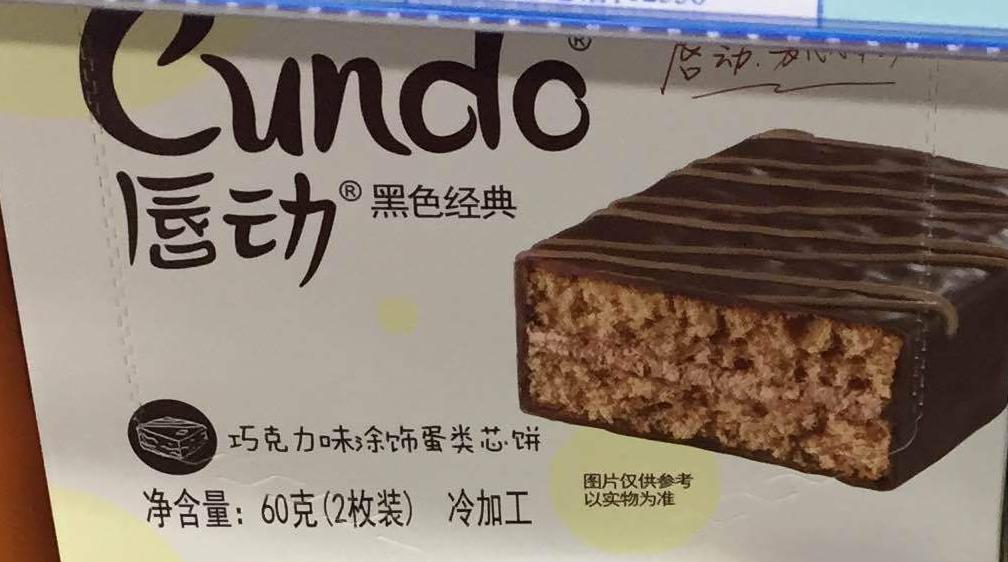 Cundo®
唇动®黑色经典
巧克力味涂饰蛋类芯饼
净含量：60克(2枚装) 冷加工
图片仅供参考
以实物为准